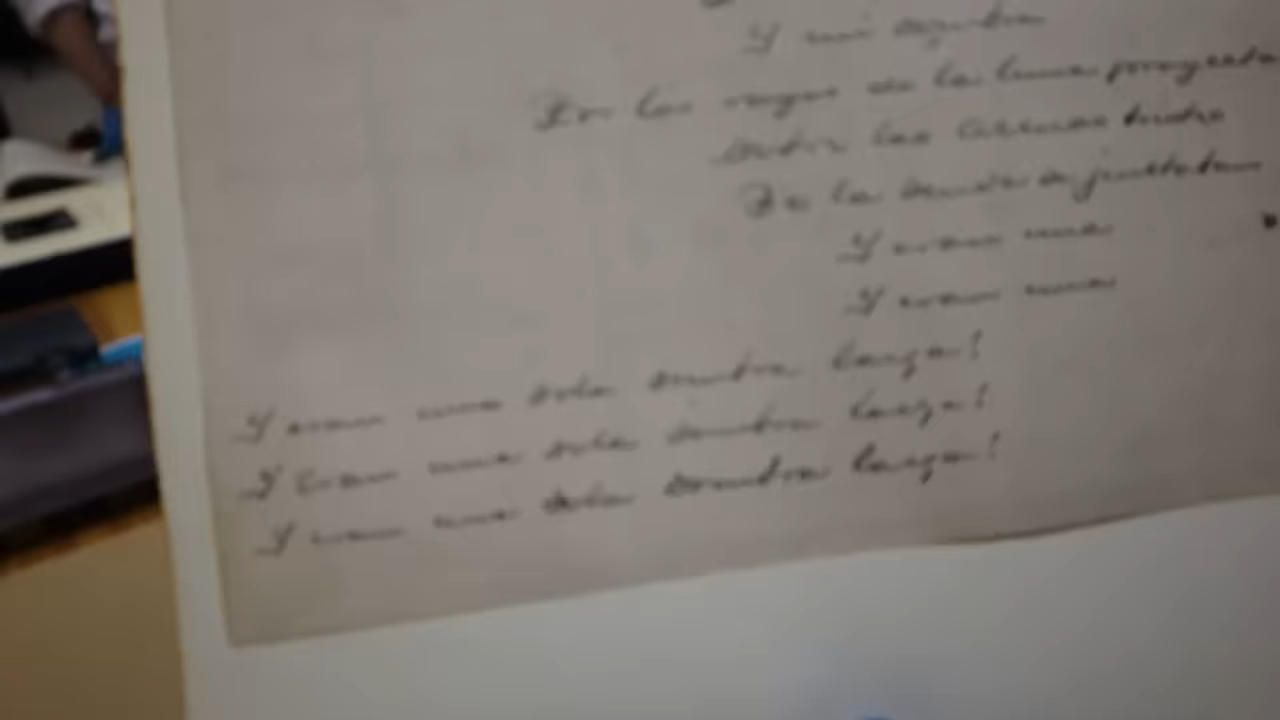 Y mi sombra
Por los rayos de la luna proyectada
sobre las arenas tristes
De la senda se juntaban
Y eran una
Y eran una
Y eran una sola sombra larga!
Y eran una sola sombra larga!
Y eran una sola sombra larga!